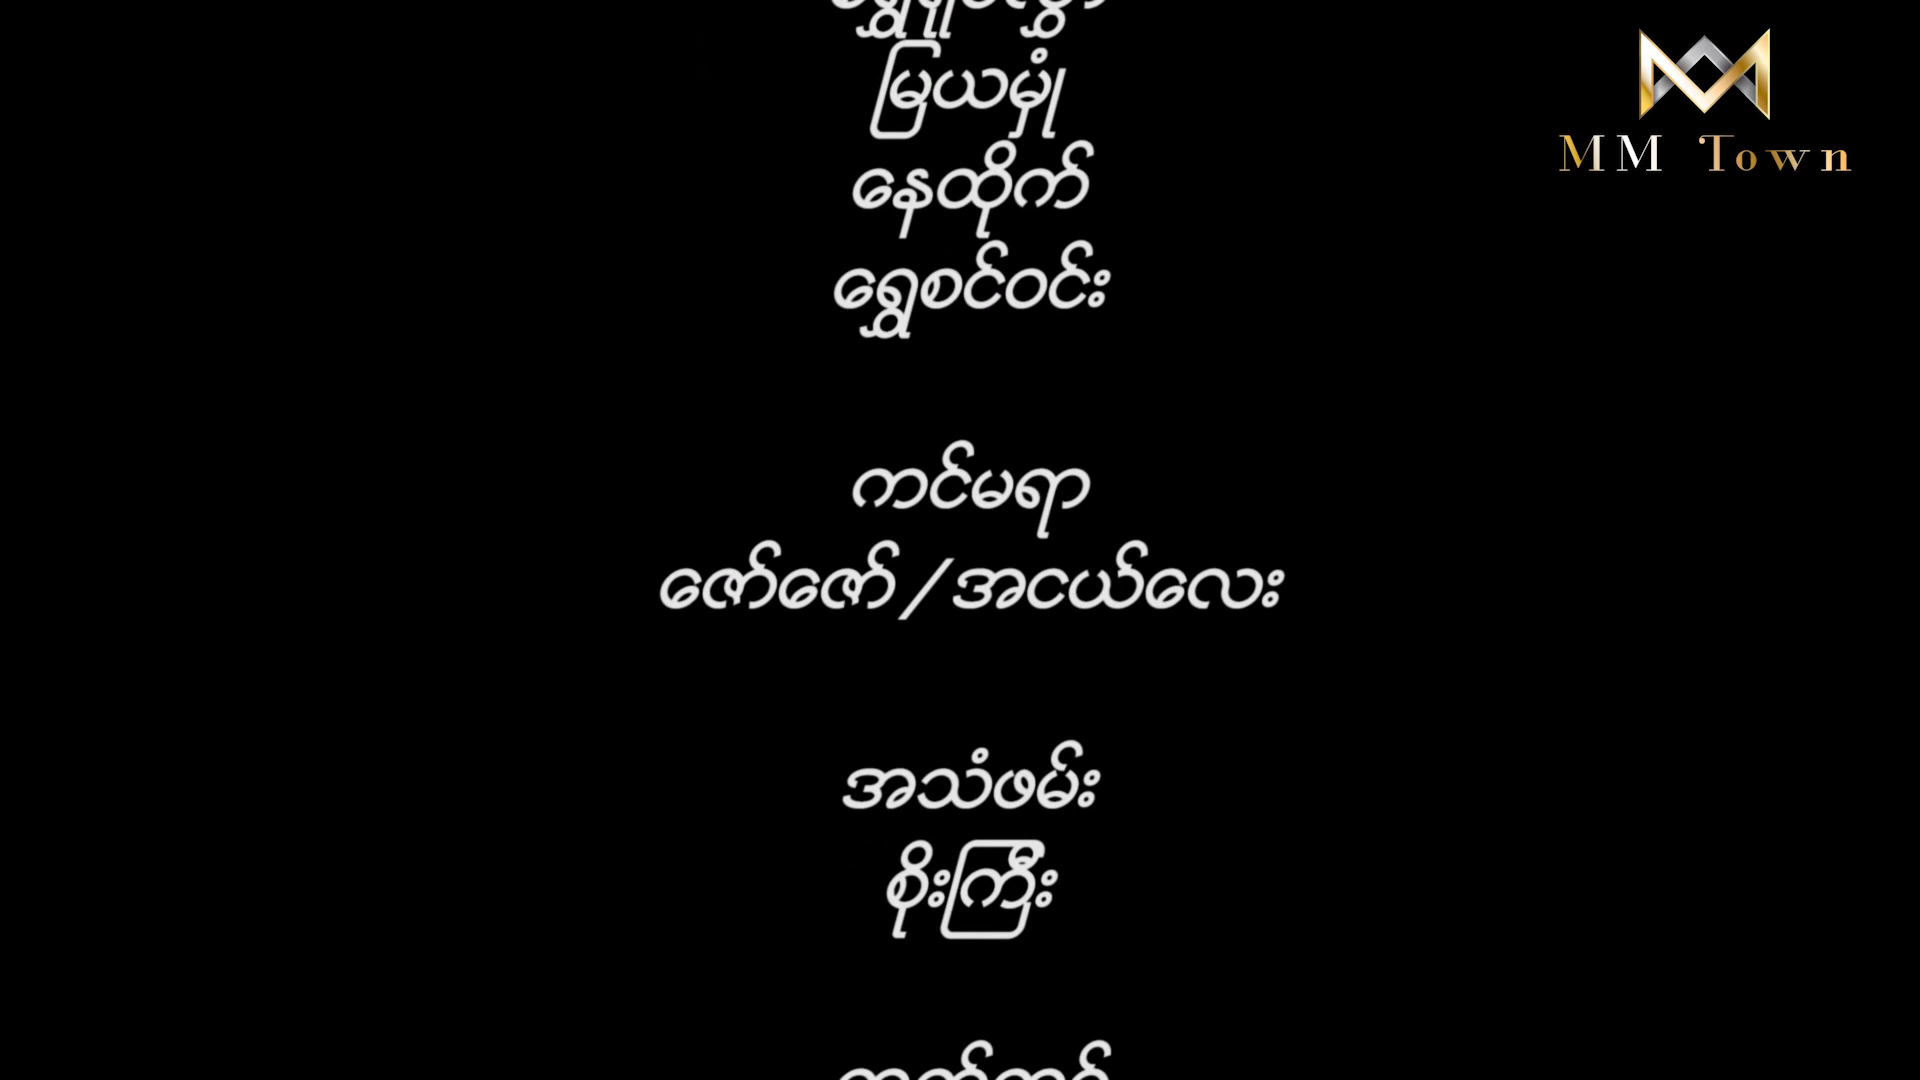 မြယမှုံ
နေထိုက်
ရွှေစင်ဝင်း
ကင်မရာ
ဇော်ဇော်/အငယ်လေး
အသံဖမ်း
စိုးကြီး
MM Town